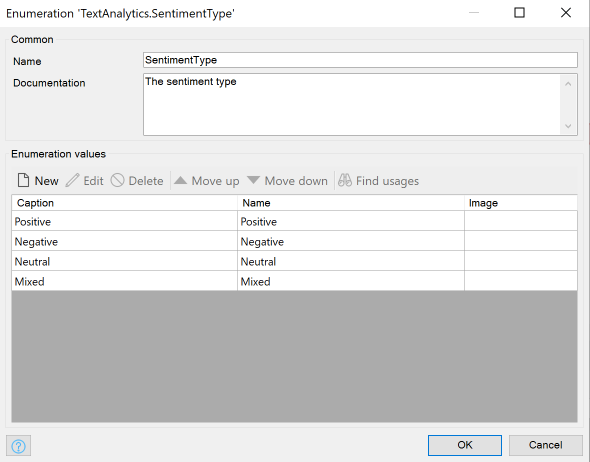 Enumeration 'TextAnalytics.SentimentType'
Common
Name SentimentType
Documentation The sentiment type
Enumeration values
New Edit Delete Move up Move down Find usages
Caption Name Image
Positive Positive
Negative Negative
Neutral Neutral
Mixed Mixed
? OK Cancel